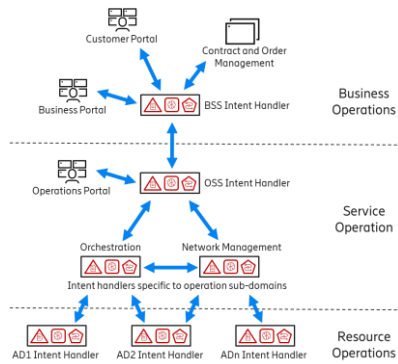 Customer Portal
Contract and Order
Management
Business Portal
BSS Intent Handler
Business
Operations
Operations Portal
OSS Intent Handler
Service
Operation
Orchestration
Network Management
Intent handlers specific to operation sub-domains
AD1 Intent Handler
AD2 Intent Handler
ADn Intent Handler
Resource
Operations